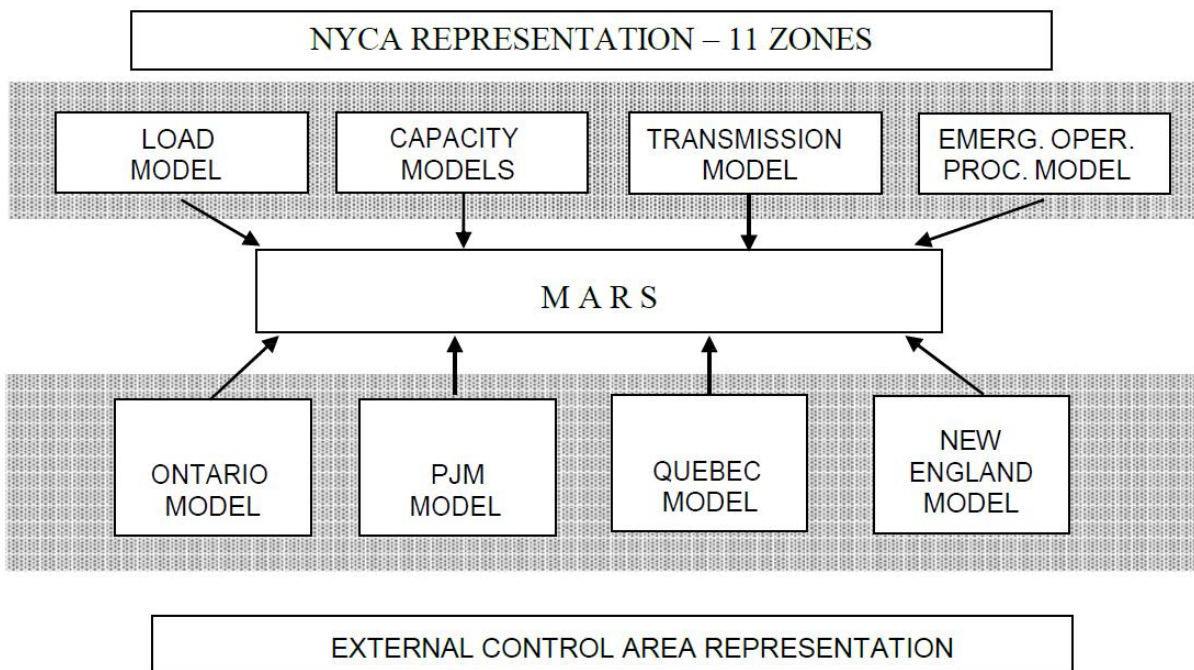 NYCA REPRESENTATION – 11 ZONES
LOAD
MODEL
CAPACITY
MODELS
TRANSMISSION
MODEL
EMERG. OPER.
PROC. MODEL
M A R S
ONTARIO
MODEL
PJM
MODEL
QUEBEC
MODEL
NEW
ENGLAND
MODEL
EXTERNAL CONTROL AREA REPRESENTATION